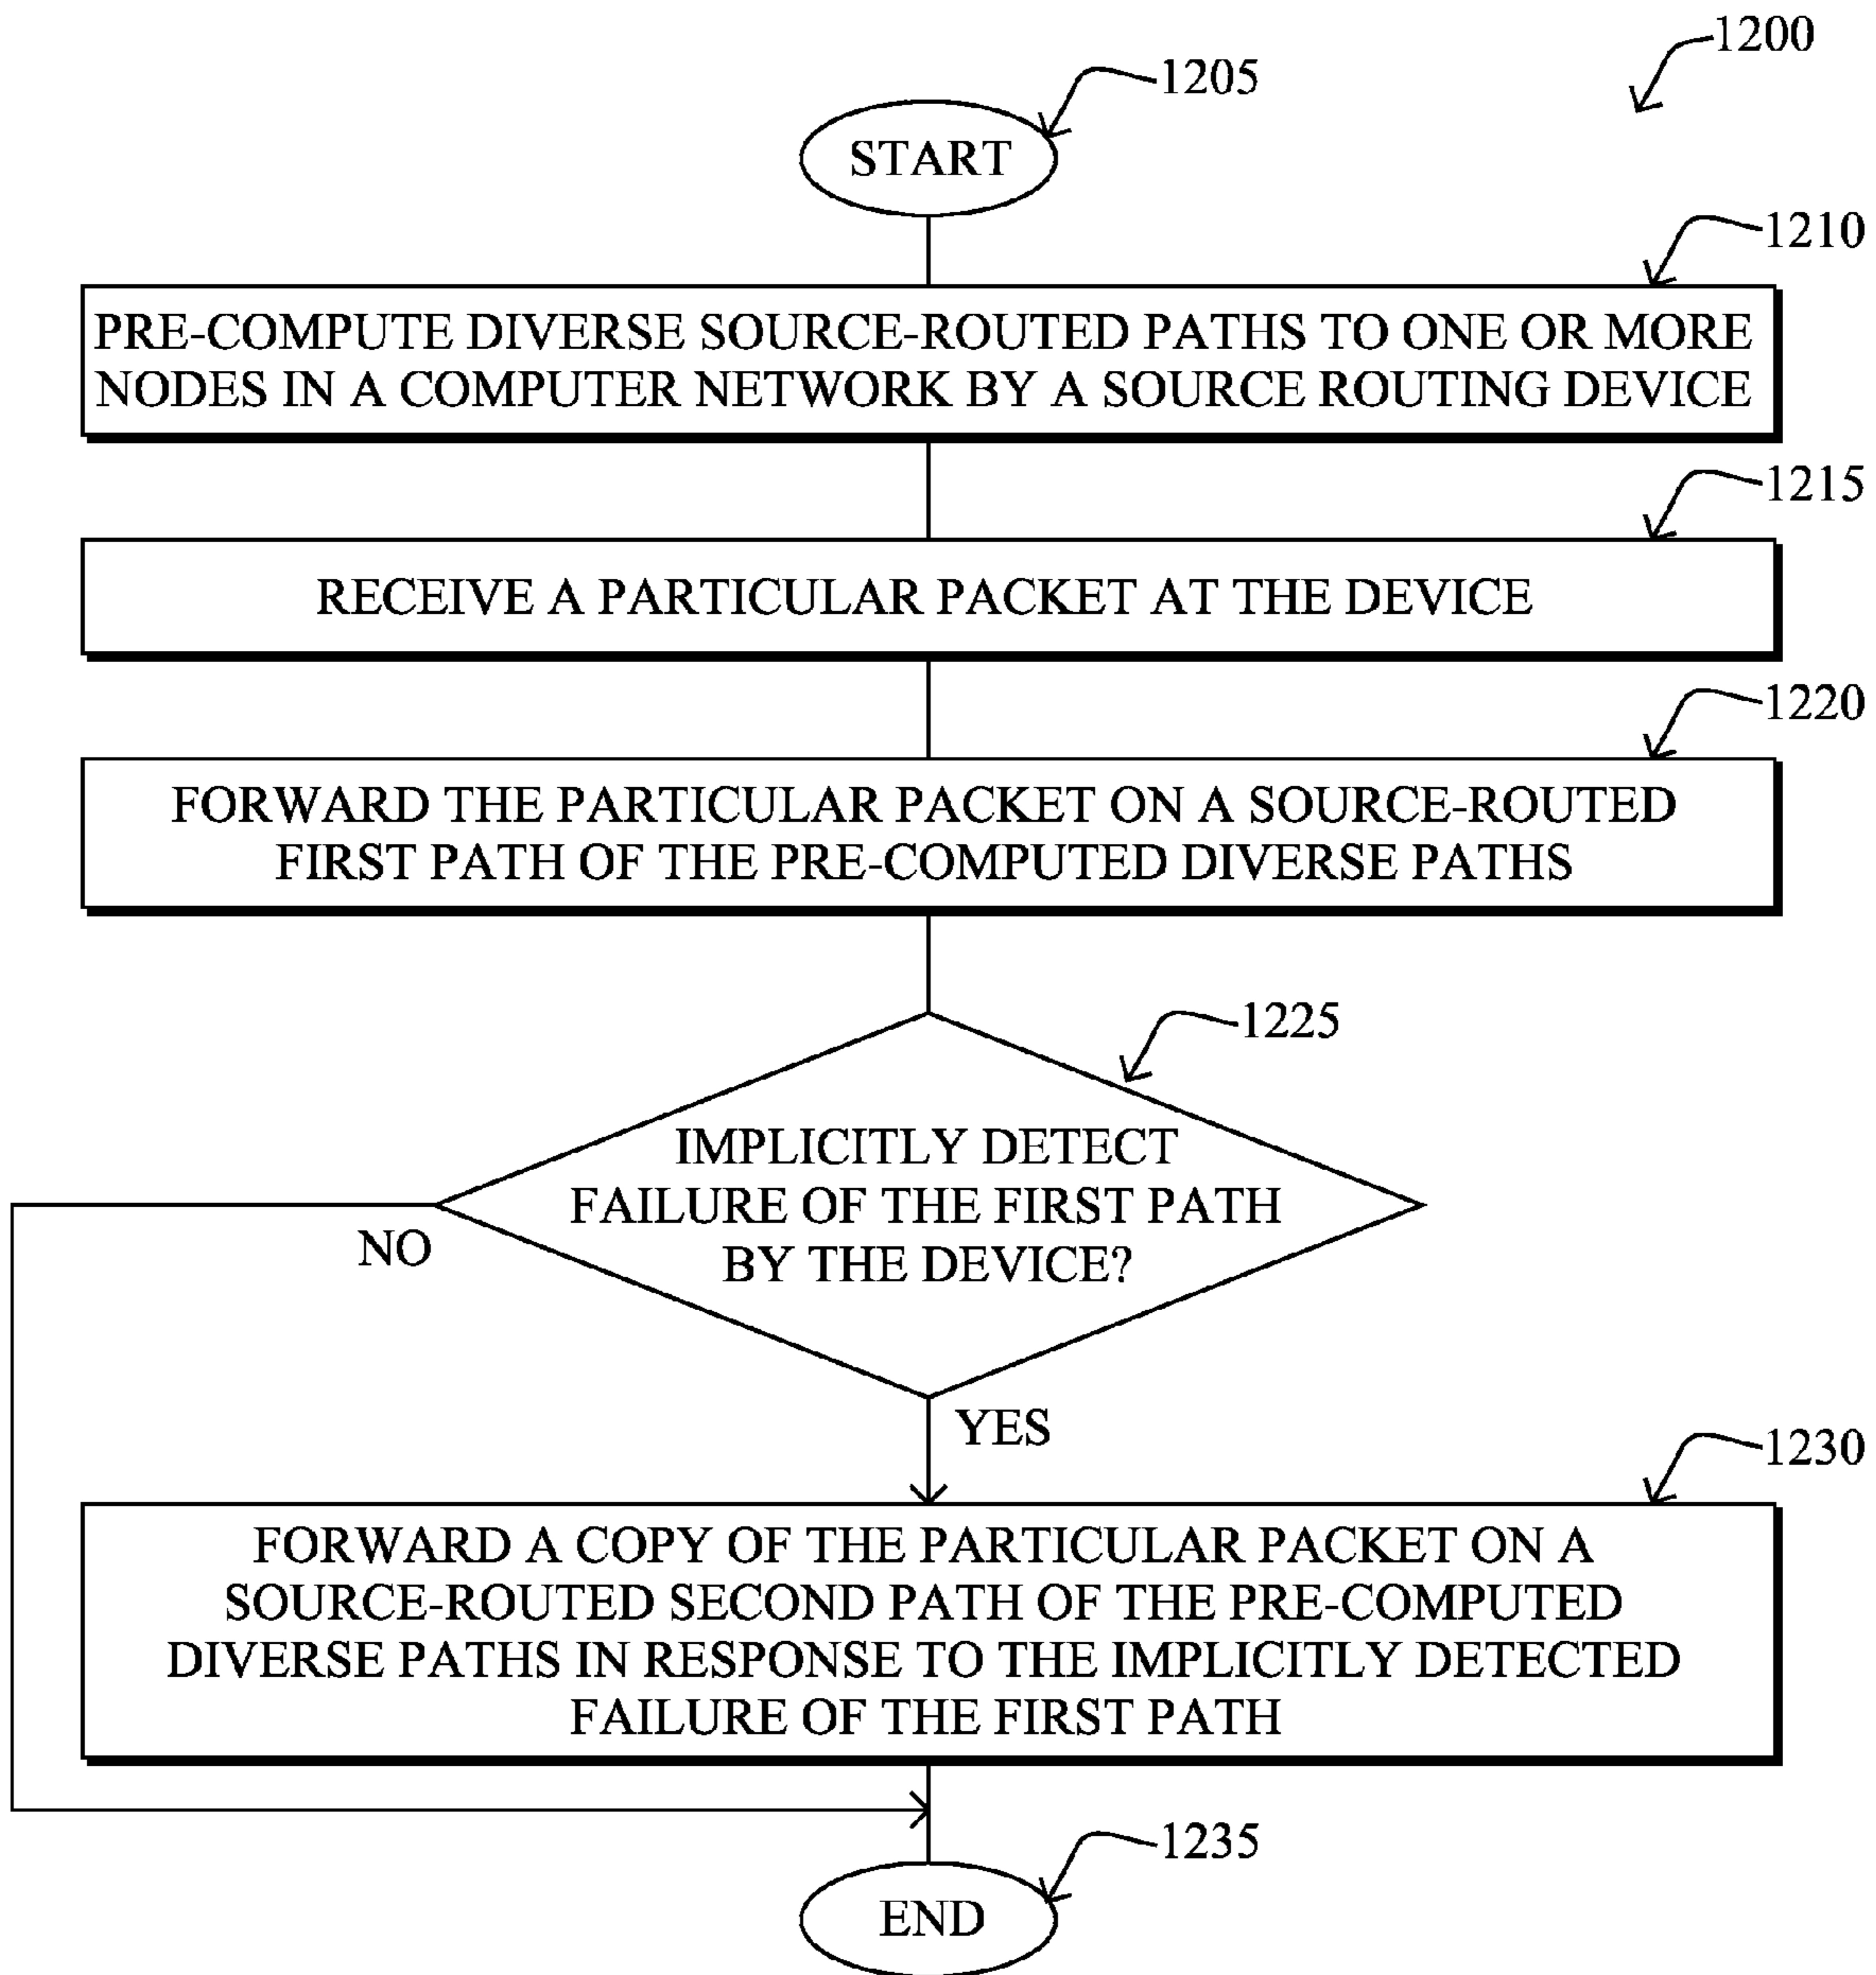 1200
1205
START
1210
PRE-COMPUTE DIVERSE SOURCE-ROUTED PATHS TO ONE OR MORE
NODES IN A COMPUTER NETWORK BY A SOURCE ROUTING DEVICE
1215
RECEIVE A PARTICULAR PACKET AT THE DEVICE
1220
FORWARD THE PARTICULAR PACKET ON A SOURCE-ROUTED
FIRST PATH OF THE PRE-COMPUTED DIVERSE PATHS
1225
IMPLICITLY DETECT
FAILURE OF THE FIRST PATH
BY THE DEVICE?
NO
YES
1230
FORWARD A COPY OF THE PARTICULAR PACKET ON A
SOURCE-ROUTED SECOND PATH OF THE PRE-COMPUTED
DIVERSE PATHS IN RESPONSE TO THE IMPLICITLY DETECTED
FAILURE OF THE FIRST PATH
1235
END